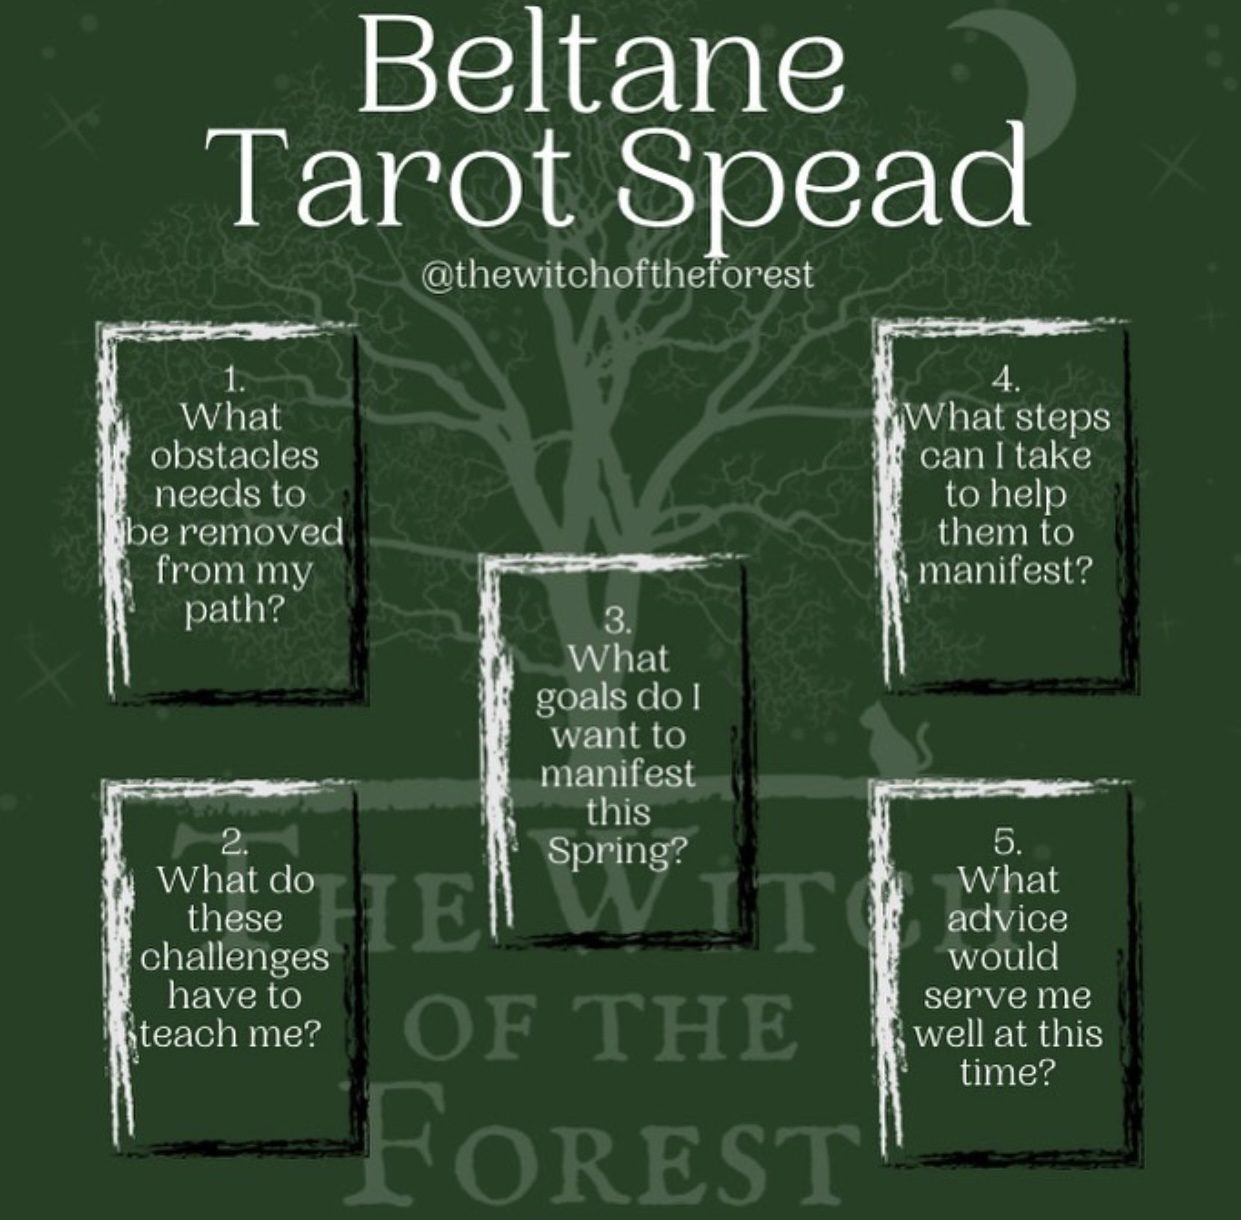 Beltane
Tarot Spead
@thewitchoftheforest
1.
What
obstacles
needs to
be removed
from my
path?
2.
What do
these
challenges
have to
teach me?
3.
What
goals do I
want to
manifest
this
Spring?
4.
What steps
can I take
to help
them to
manifest?
5.
What
advice
would
serve me
well at this
time?
The Witch
of the
Forest